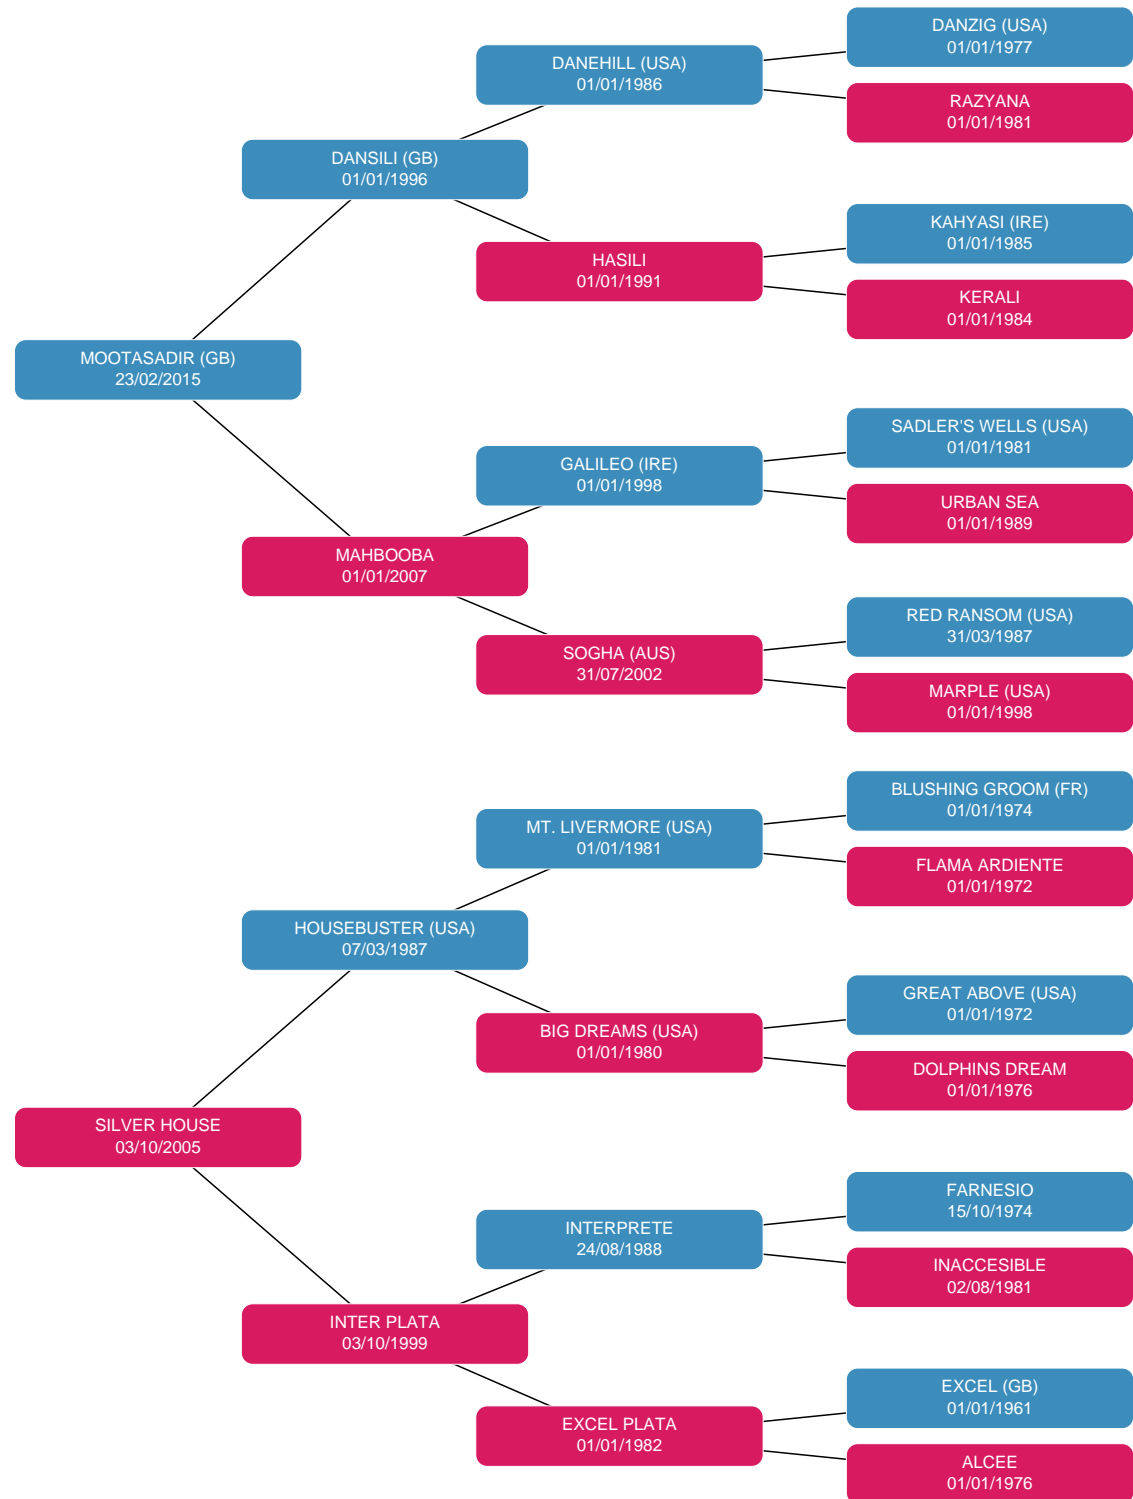 DANZIG (USA)
01/01/1977
DANEHILL (USA)
01/01/1986
RAZYANA
01/01/1981
DANSILI (GB)
01/01/1996
KAHYASI (IRE)
01/01/1985
HASILI
01/01/1991
KERALI
01/01/1984
MOOTASADIR (GB)
23/02/2015
SADLER'S WELLS (USA)
01/01/1981
GALILEO (IRE)
01/01/1998
URBAN SEA
01/01/1989
MAHBOOBA
01/01/2007
RED RANSOM (USA)
31/03/1987
SOGHA (AUS)
31/07/2002
MARPLE (USA)
01/01/1998
BLUSHING GROOM (FR)
01/01/1974
MT. LIVERMORE (USA)
01/01/1981
FLAMA ARDIENTE
01/01/1972
HOUSEBUSTER (USA)
07/03/1987
GREAT ABOVE (USA)
01/01/1972
BIG DREAMS (USA)
01/01/1980
DOLPHINS DREAM
01/01/1976
SILVER HOUSE
03/10/2005
FARNESIO
15/10/1974
INTERPRETE
24/08/1988
INACCESIBLE
02/08/1981
INTER PLATA
03/10/1999
EXCEL (GB)
01/01/1961
EXCEL PLATA
01/01/1982
ALCEE
01/01/1976